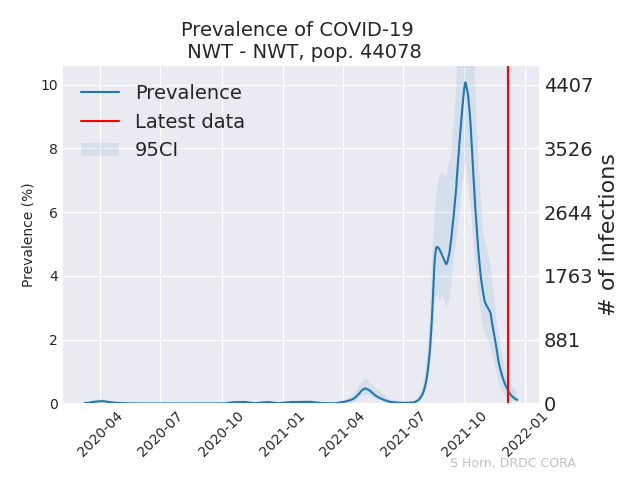 Prevalence of COVID-19
NWT - NWT, pop. 44078
Prevalence
Latest data
95CI
Prevalence (%)
10
8
6
4
2
0
4407
3526
2644
1763
881
0
# of infections
2020-04
2020-07
2020-10
2021-01
2021-04
2021-07
2021-10
2022-01
S Horn, DRDC CORA